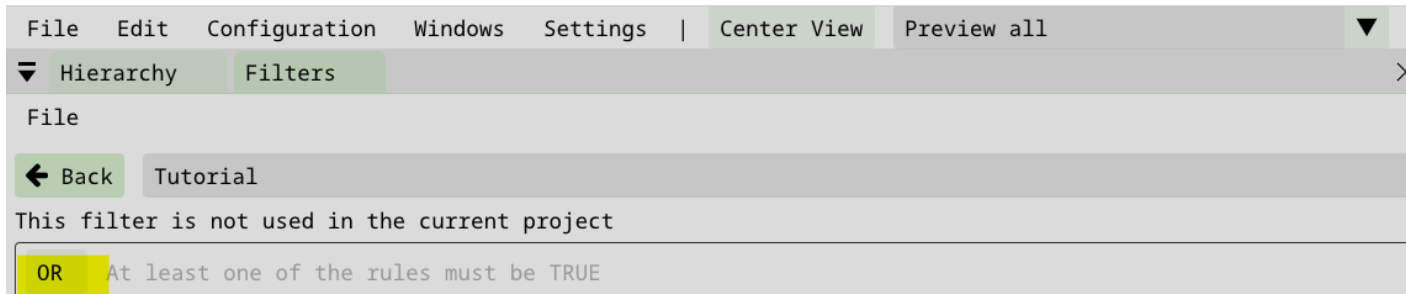 File Edit Configuration Windows Settings | Center View Preview all
Hierarchy Filters
File
Back Tutorial
This filter is not used in the current project
OR At least one of the rules must be TRUE